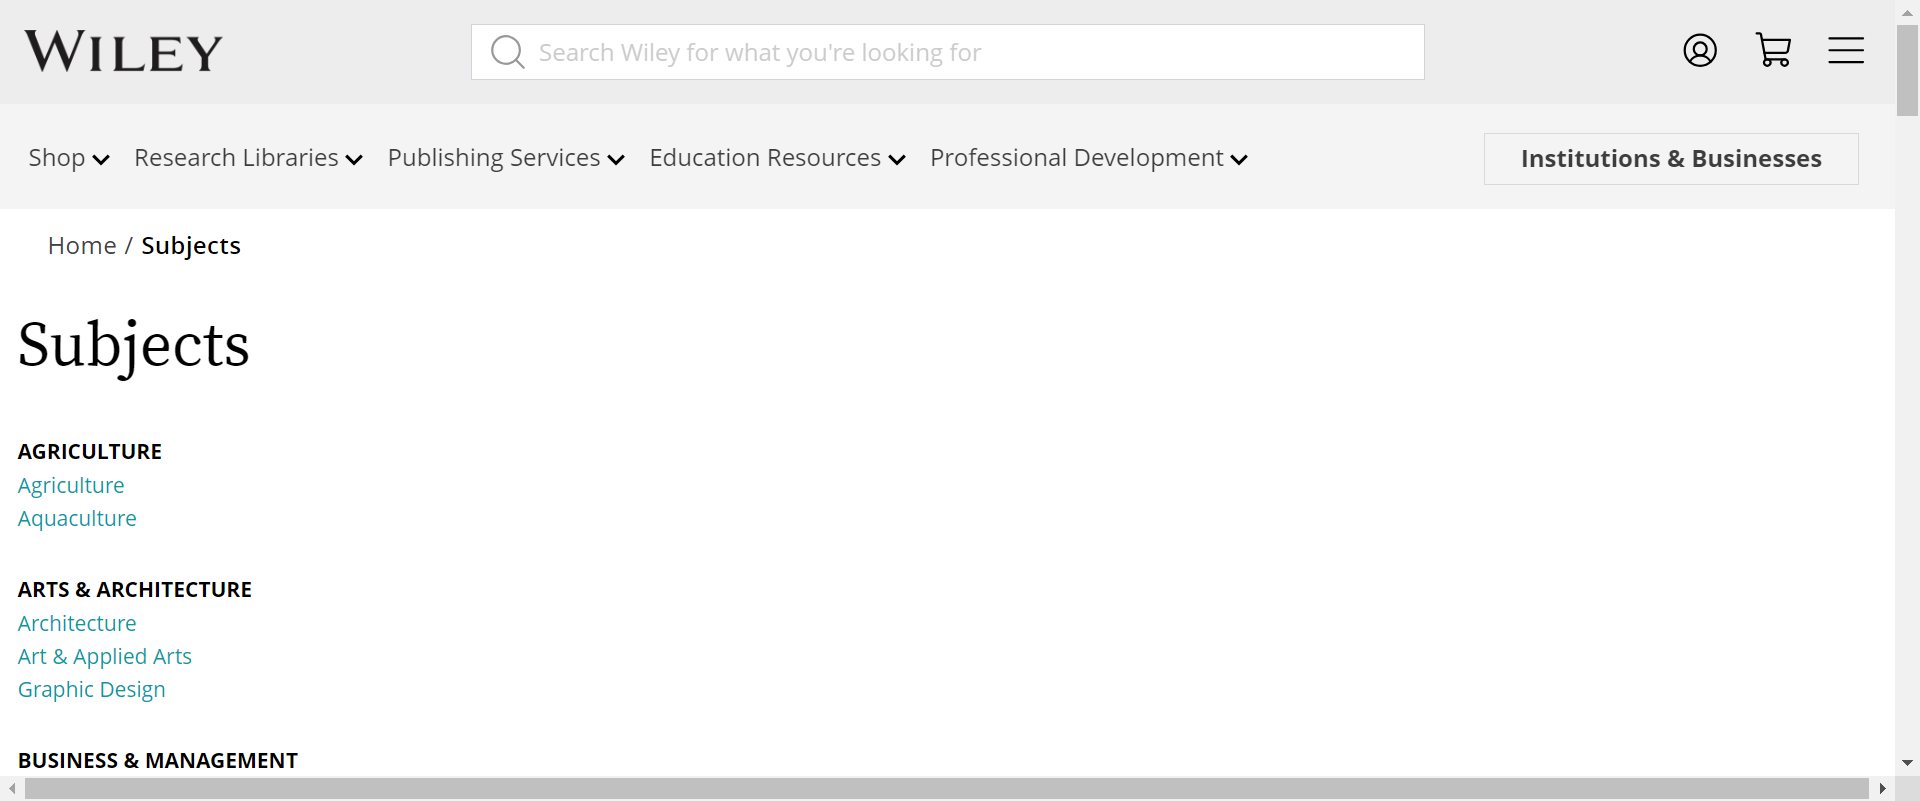 WILEY
Search Wiley for what you're looking for
Shop Research Libraries Publishing Services Education Resources Professional Development Institutions & Businesses
Home / Subjects
Subjects
AGRICULTURE
Agriculture
Aquaculture
ARTS & ARCHITECTURE
Architecture
Art & Applied Arts
Graphic Design
BUSINESS & MANAGEMENT